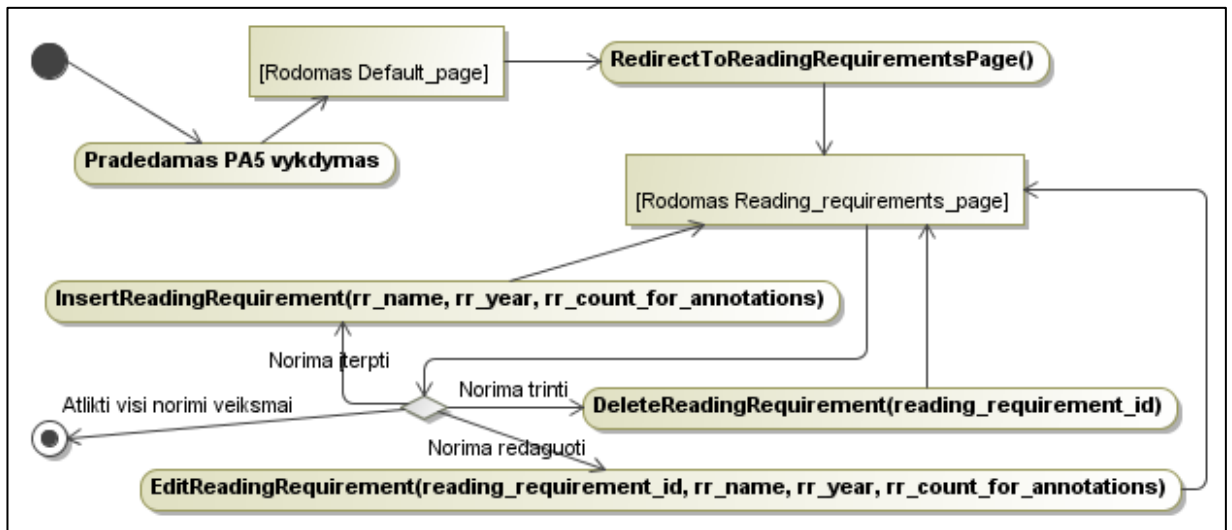 [Rodomas Default_page]
RedirectToReadingRequirementsPage()
Pradedamas PA5 vykdymas
[Rodomas Reading_requirements_page]
InsertReadingRequirement(rr_name, rr_year, rr_count_for_annotations)
Norima įterpti
Norima trinti
Atlikti visi norimi veiksmai
DeleteReadingRequirement(reading_requirement_id)
Norima redaguoti
EditReadingRequirement(reading_requirement_id, rr_name, rr_year, rr_count_for_annotations)